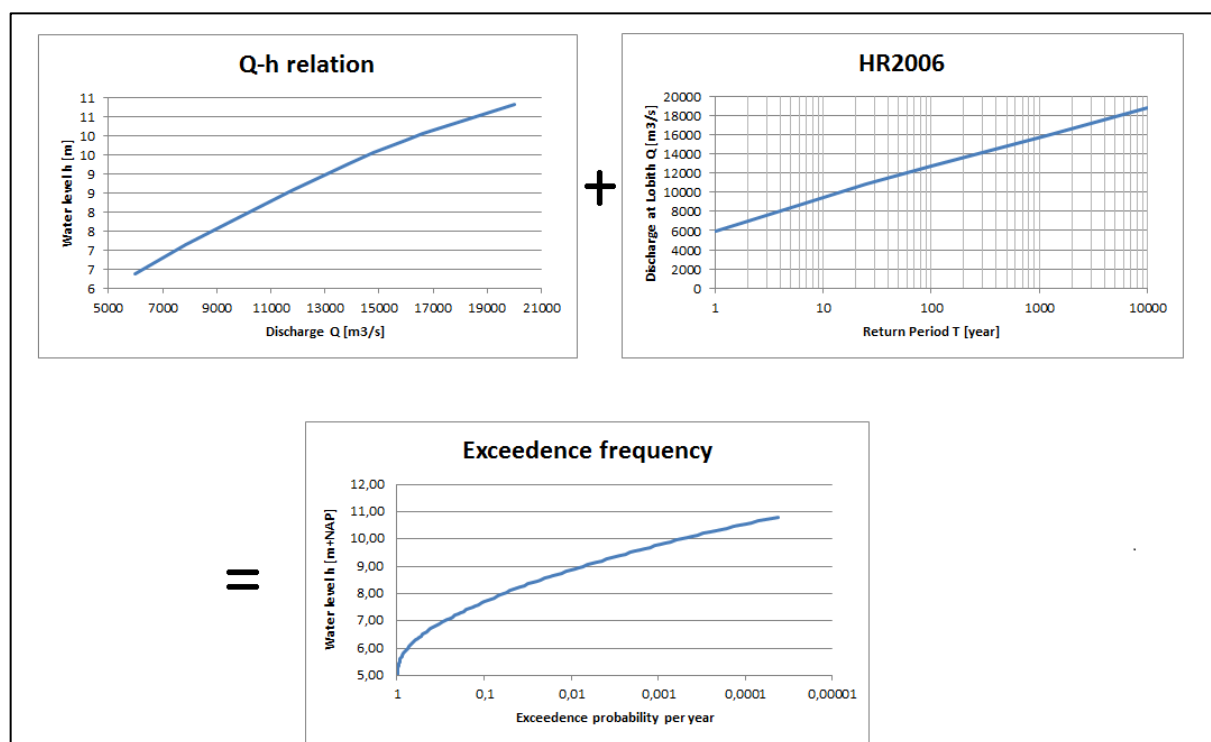 Q-h relation
Water level h [m]
11
11
10
10
9
9
8
8
7
7
6
5000 7000 9000 11000 13000 15000 17000 19000 21000
Discharge Q [m3/s]
+
HR2006
Discharge at Lobith Q [m3/s]
20000
18000
16000
14000
12000
10000
8000
6000
4000
2000
0
1 10 100 1000 10000
Return Period T [year]
=
Exceedence frequency
Water level h [m+NAP]
12,00
11,00
10,00
9,00
8,00
7,00
6,00
5,00
1 0,1 0,01 0,001 0,0001 0,00001
Exceedence probability per year